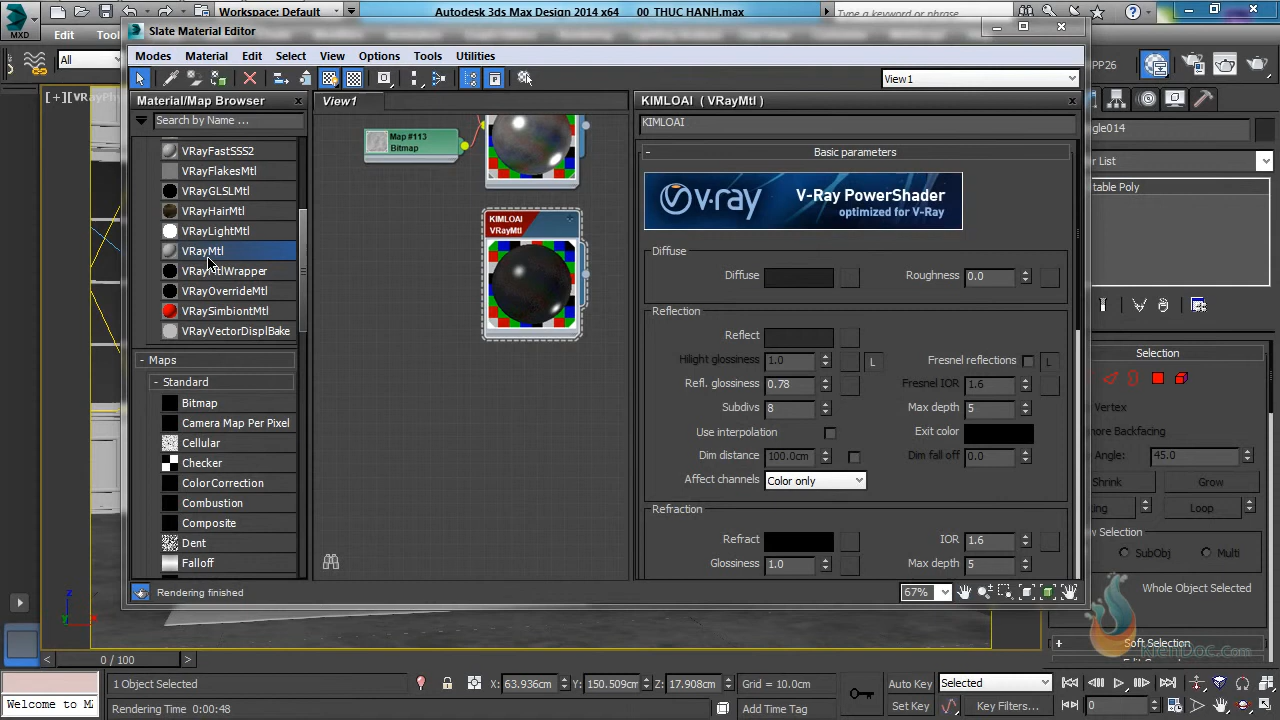 MXD
Workspace: Default
Autodesk 3ds Max Design 2014 x64
00_THUC HANH.max
Type a keyword or phrase
Edit
Slate Material Editor
Modes
Material
Edit
Select
View
Options
Tools
Utilities
All
View1
PP26
Material/Map Browser
View1
KIMLOAI ( VRayMtl )
Search by Name ...
KIMLOAI
VRayFastSSS2
VRayFlakesMtl
VRayGLSLMtl
VRayHairMtl
VRayLightMtl
VRayMtl
VRayMtlWrapper
VRayOverrideMtl
VRaySimbiontMtl
VRayVectorDisplBake
Maps
Standard
Bitmap
Camera Map Per Pixel
Cellular
Checker
ColorCorrection
Combustion
Composite
Dent
Falloff
Map #113
Bitmap
KIMLOAI
VRayMtl
Basic parameters
V·ray
V-Ray PowerShader
optimized for V-Ray
Diffuse
Diffuse
Roughness 0.0
Reflection
Reflect
Hilight glossiness 1.0 L Fresnel reflections L
Refl. glossiness 0.78 Fresnel IOR 1.6
Subdivs 8 Max depth 5
Use interpolation Exit color
Dim distance 100.0cm Dim fall off 0.0
Affect channels Color only
Refraction
Refract IOR 1.6
Glossiness 1.0 Max depth 5
gle014
er List
table Poly
Selection
Vertex
nore Backfacing
Angle: 45.0
Shrink Grow
ing Loop
w Selection
SubObj Multi
Whole Object Selected
Soft Selection
Rendering finished
67%
z
x
KienDOC.Com
0 / 100
1 Object Selected
X: 63.936cm Y: 150.509cm Z: 17.908cm Grid = 10.0cm
Auto Key
Selected
Welcome to M
Rendering Time 0:00:48
Add Time Tag
Set Key
Key Filters...
0